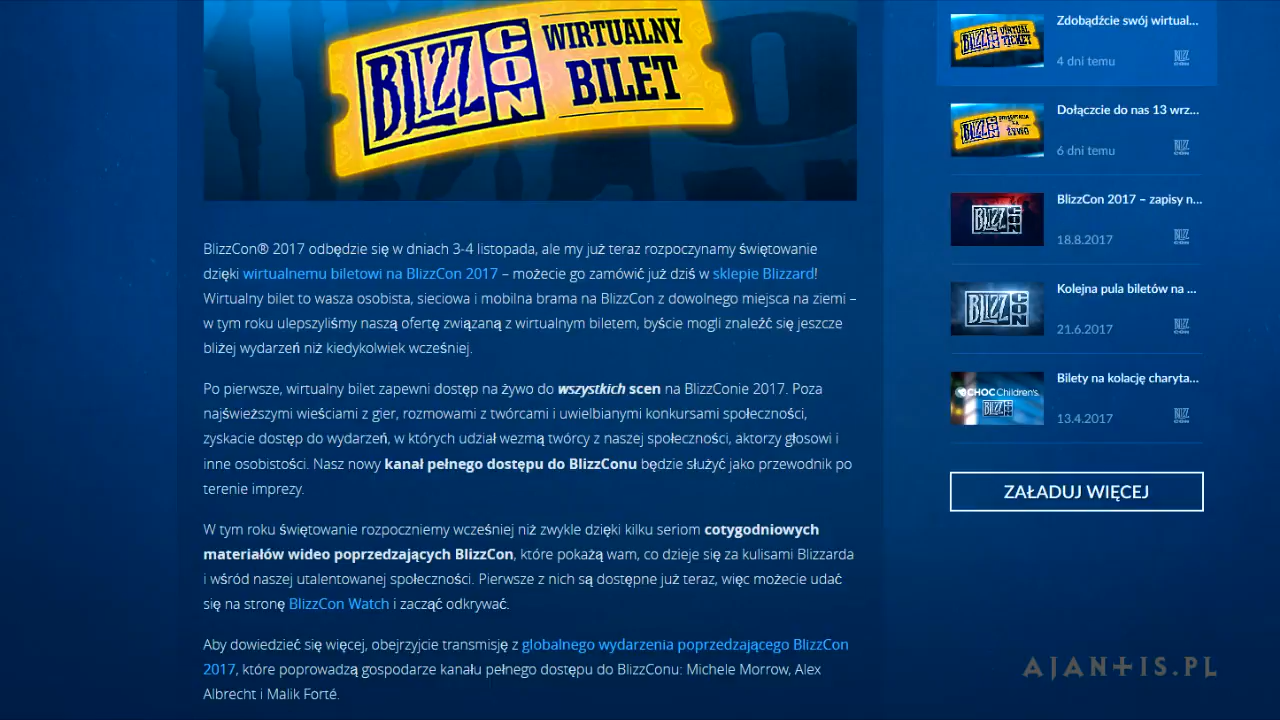 BLIZZCON WIRTUALNY
BILET
BlizzCon® 2017 odbędzie się w dniach 3-4 listopada, ale my już teraz rozpoczynamy świętowanie
dzięki wirtualnemu biletowi na BlizzCon 2017 – możecie go zamówić już dziś w sklepie Blizzard!
Wirtualny bilet to wasza osobista, sieciowa i mobilna brama na BlizzCon z dowolnego miejsca na ziemi –
w tym roku ulepszyliśmy naszą ofertę związaną z wirtualnym biletem, byście mogli znaleźć się jeszcze
bliżej wydarzeń niż kiedykolwiek wcześniej.
Po pierwsze, wirtualny bilet zapewni dostęp na żywo do wszystkich scen na BlizzConie 2017. Poza
najświeższymi wieściami z gier, rozmowami z twórcami i uwielbianymi konkursami społeczności,
zyskacie dostęp do wydarzeń, w których udział wezmą twórcy z naszej społeczności, aktorzy głosowi i
inne osobistości. Nasz nowy kanał pełnego dostępu do BlizzConu będzie służyć jako przewodnik po
terenie imprezy.
W tym roku świętowanie rozpoczniemy wcześniej niż zwykle dzięki kilku seriom cotygodniowych
materiałów wideo poprzedzających BlizzCon, które pokażą wam, co dzieje się za kulisami Blizzarda
i wśród naszej utalentowanej społeczności. Pierwsze z nich są dostępne już teraz, więc możecie udać
się na stronę BlizzCon Watch i zacząć odkrywać.
Aby dowiedzieć się więcej, obejrzyjcie transmisję z globalnego wydarzenia poprzedzającego BlizzCon
2017, które poprowadzą gospodarze kanału pełnego dostępu do BlizzConu: Michele Morrow, Alex
Albrecht i Malik Forté.
BLIZZCON VIRTUAL
TICKET
Zdobądźcie swój wirtual...
4 dni temu
BLIZZCON
ŻYWO
Dołączcie do nas 13 wrz...
6 dni temu
BLIZZCON
BlizzCon 2017 – zapisy n...
18.8.2017
BLIZZCON
Kolejna pula biletów na ...
21.6.2017
CHOC Children's
BLIZZCON
Bilety na kolację charyta...
13.4.2017
ZAŁADUJ WIĘCEJ
AJANTIS.PL